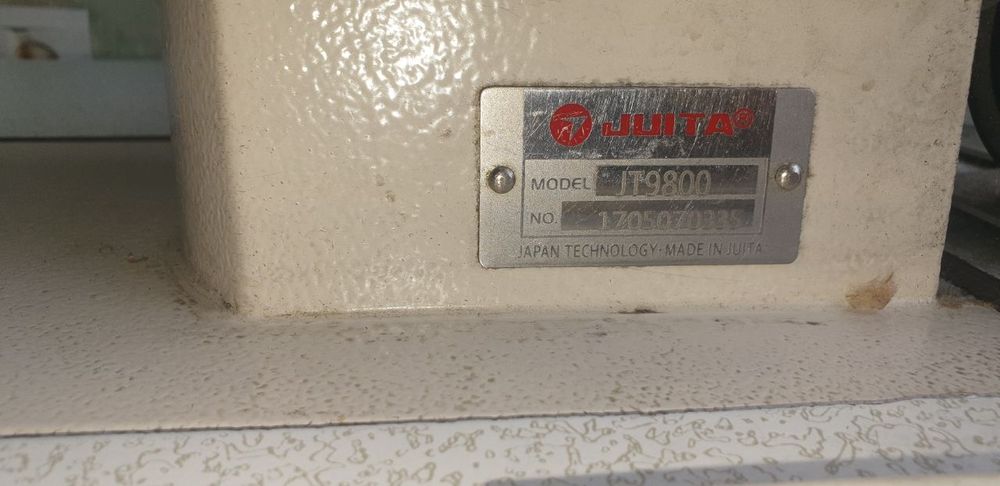 JUITA®
MODEL JT9800
NO. 1705070335
JAPAN TECHNOLOGY·MADE IN JUITA